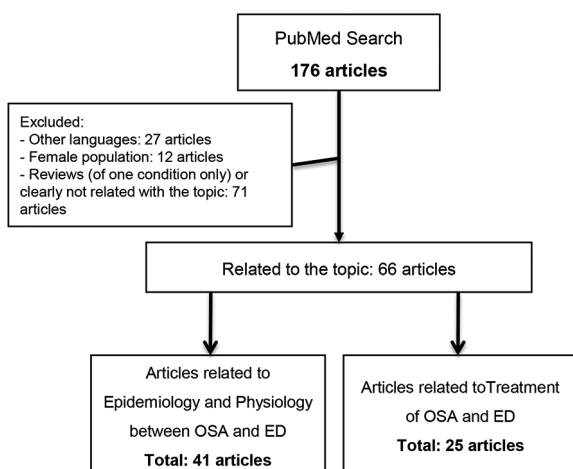 PubMed Search
176 articles
Excluded:
- Other languages: 27 articles
- Female population: 12 articles
- Reviews (of one condition only) or
clearly not related with the topic: 71
articles
Related to the topic: 66 articles
Articles related to
Epidemiology and Physiology
between OSA and ED
Total: 41 articles
Articles related toTreatment
of OSA and ED
Total: 25 articles